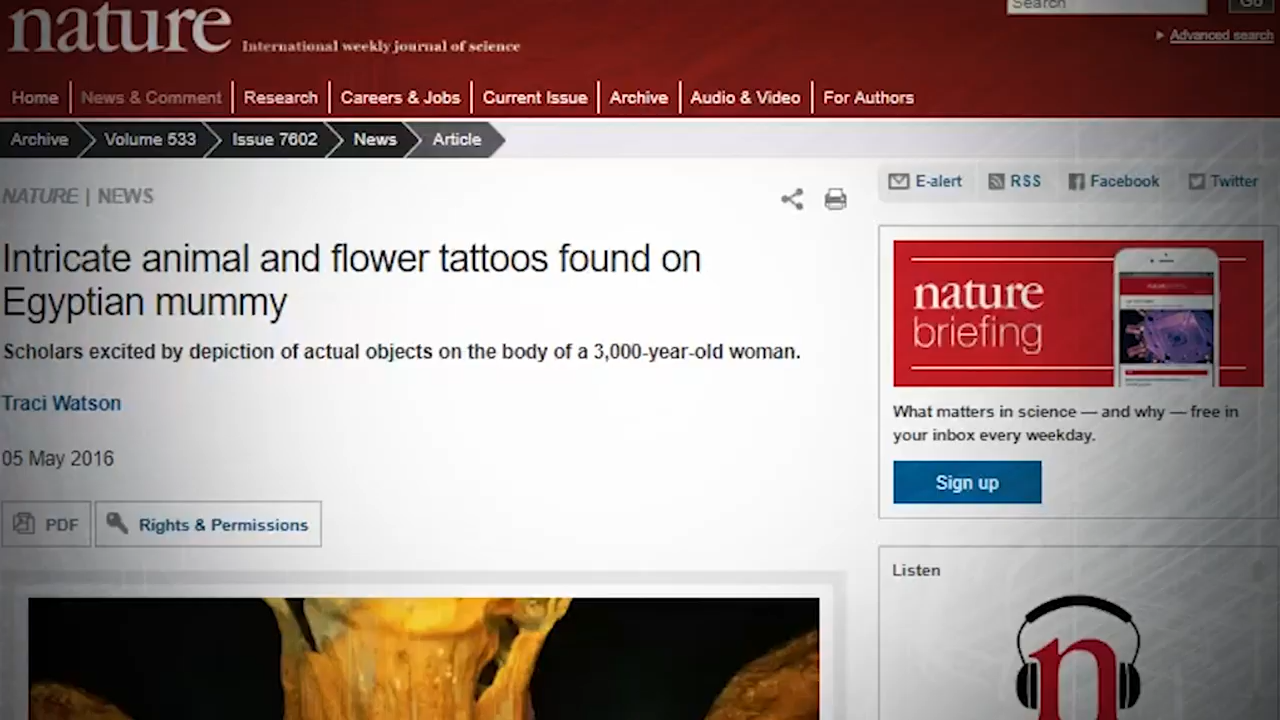 nature
International weekly journal of science
Search
Go
Advanced search
Home
News & Comment
Research
Careers & Jobs
Current Issue
Archive
Audio & Video
For Authors
Archive
Volume 533
Issue 7602
News
Article
NATURE | NEWS
E-alert
RSS
Facebook
Twitter
Intricate animal and flower tattoos found on
Egyptian mummy
Scholars excited by depiction of actual objects on the body of a 3,000-year-old woman.
Traci Watson
05 May 2016
PDF
Rights & Permissions
nature
briefing
What matters in science — and why — free in
your inbox every weekday.
Sign up
Listen
n